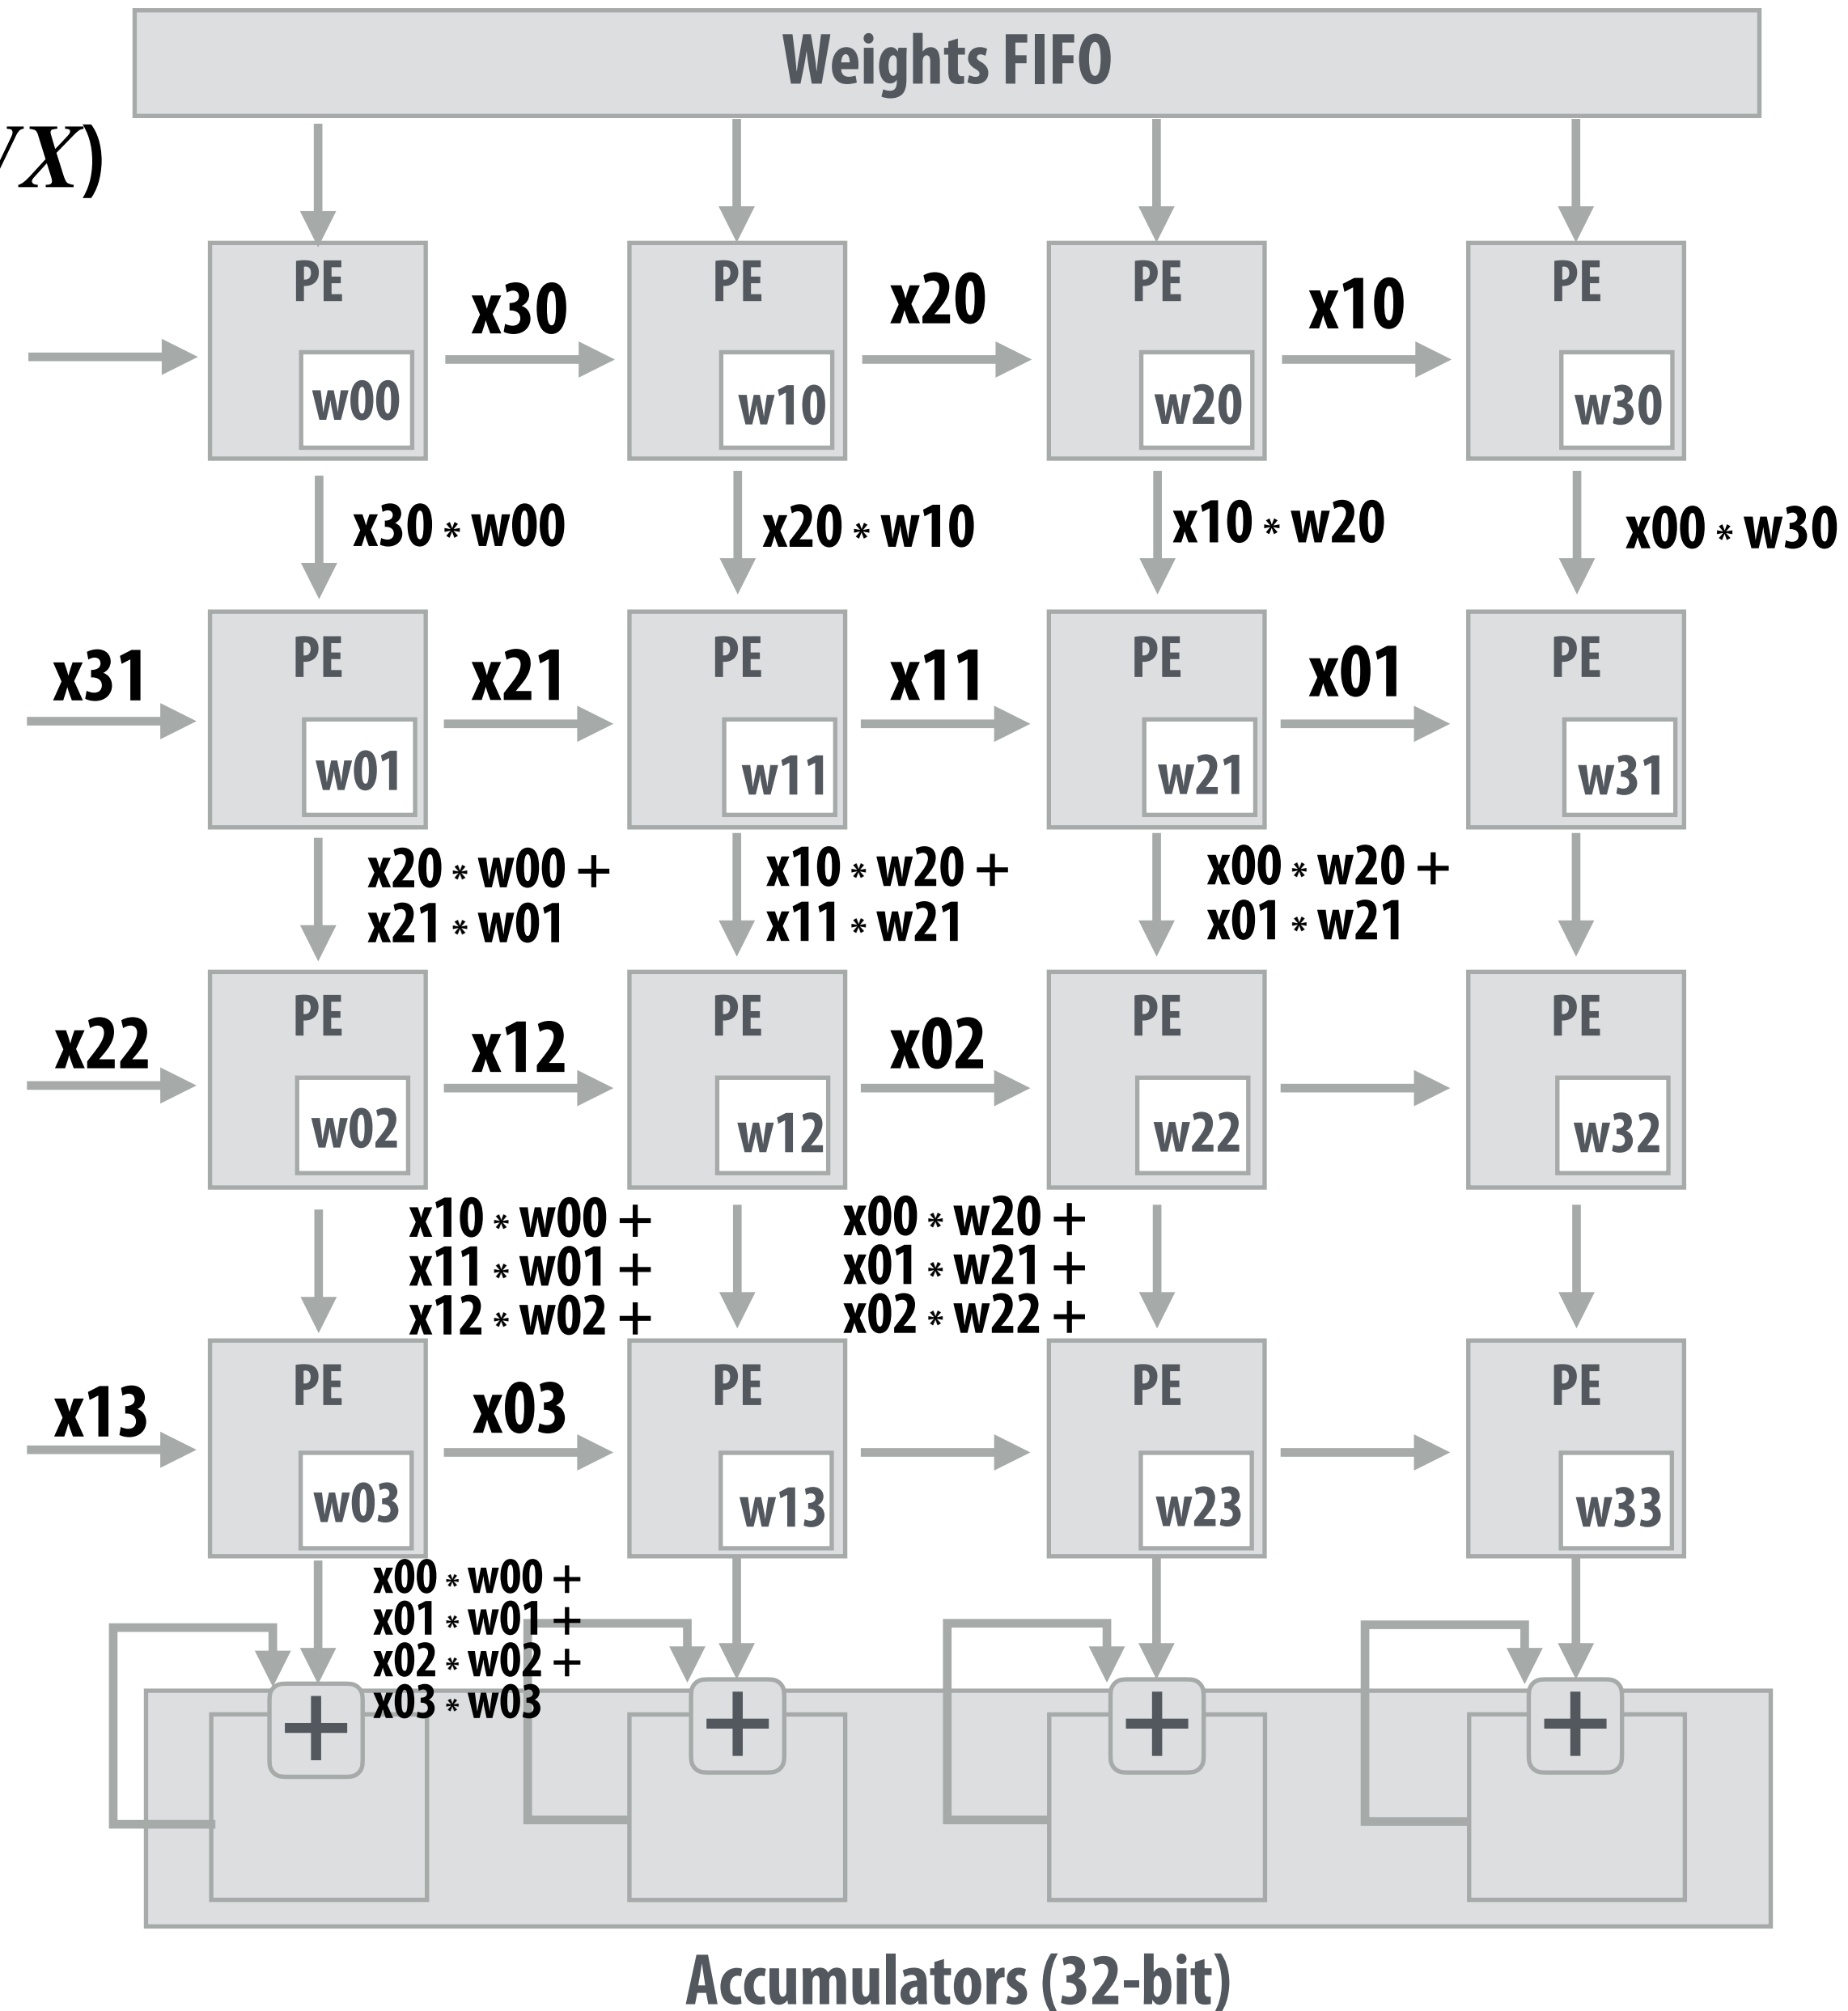 Weights FIFO
X)
PE PE PE PE
x30 x20 x10
w00 w10 w20 w30
x30 * w00 x20 * w10 x10 * w20 x00 * w30
PE PE PE PE
x31 x21 x11 x01
w01 w11 w21 w31
x20 * w00 + x10 * w20 + x00 * w20 +
x21 * w01 x11 * w21 x01 * w21
PE PE PE PE
x22 x12 x02
w02 w12 w22 w32
x10 * w00 + x00 * w20 +
x11 * w01 + x01 * w21 +
x12 * w02 + x02 * w22 +
PE PE PE PE
x13 x03
w03 w13 w23 w33
x00 * w00 +
x01 * w01 +
x02 * w02 +
x03 * w03
+ + + +
Accumulators (32-bit)